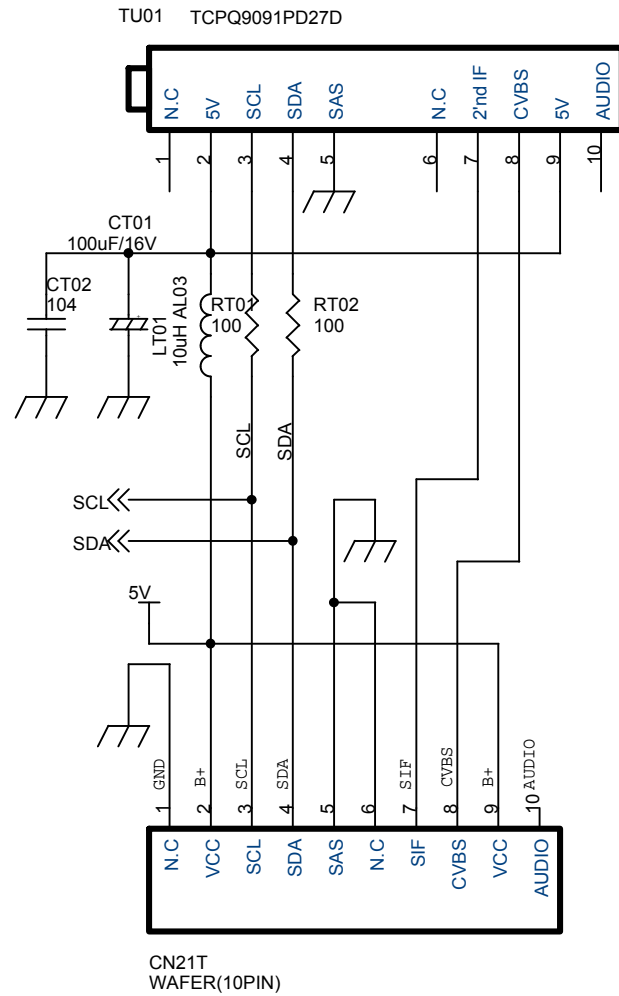 TU01 TCPQ9091PD27D
N.C
5V
SCL
SDA
SAS
N.C
2'nd IF
CVBS
5V
AUDIO
1
2
3
4
5
6
7
8
9
10
CT01
100uF/16V
CT02
104
LT01
10uH AL03
RT01
100
RT02
100
SCL
SDA
SCL
SDA
5V
GND
B+
SCL
SDA
SIF
CVBS
B+
AUDIO
1
2
3
4
5
6
7
8
9
10
N.C
VCC
SCL
SDA
SAS
N.C
SIF
CVBS
VCC
AUDIO
CN21T
WAFER(10PIN)